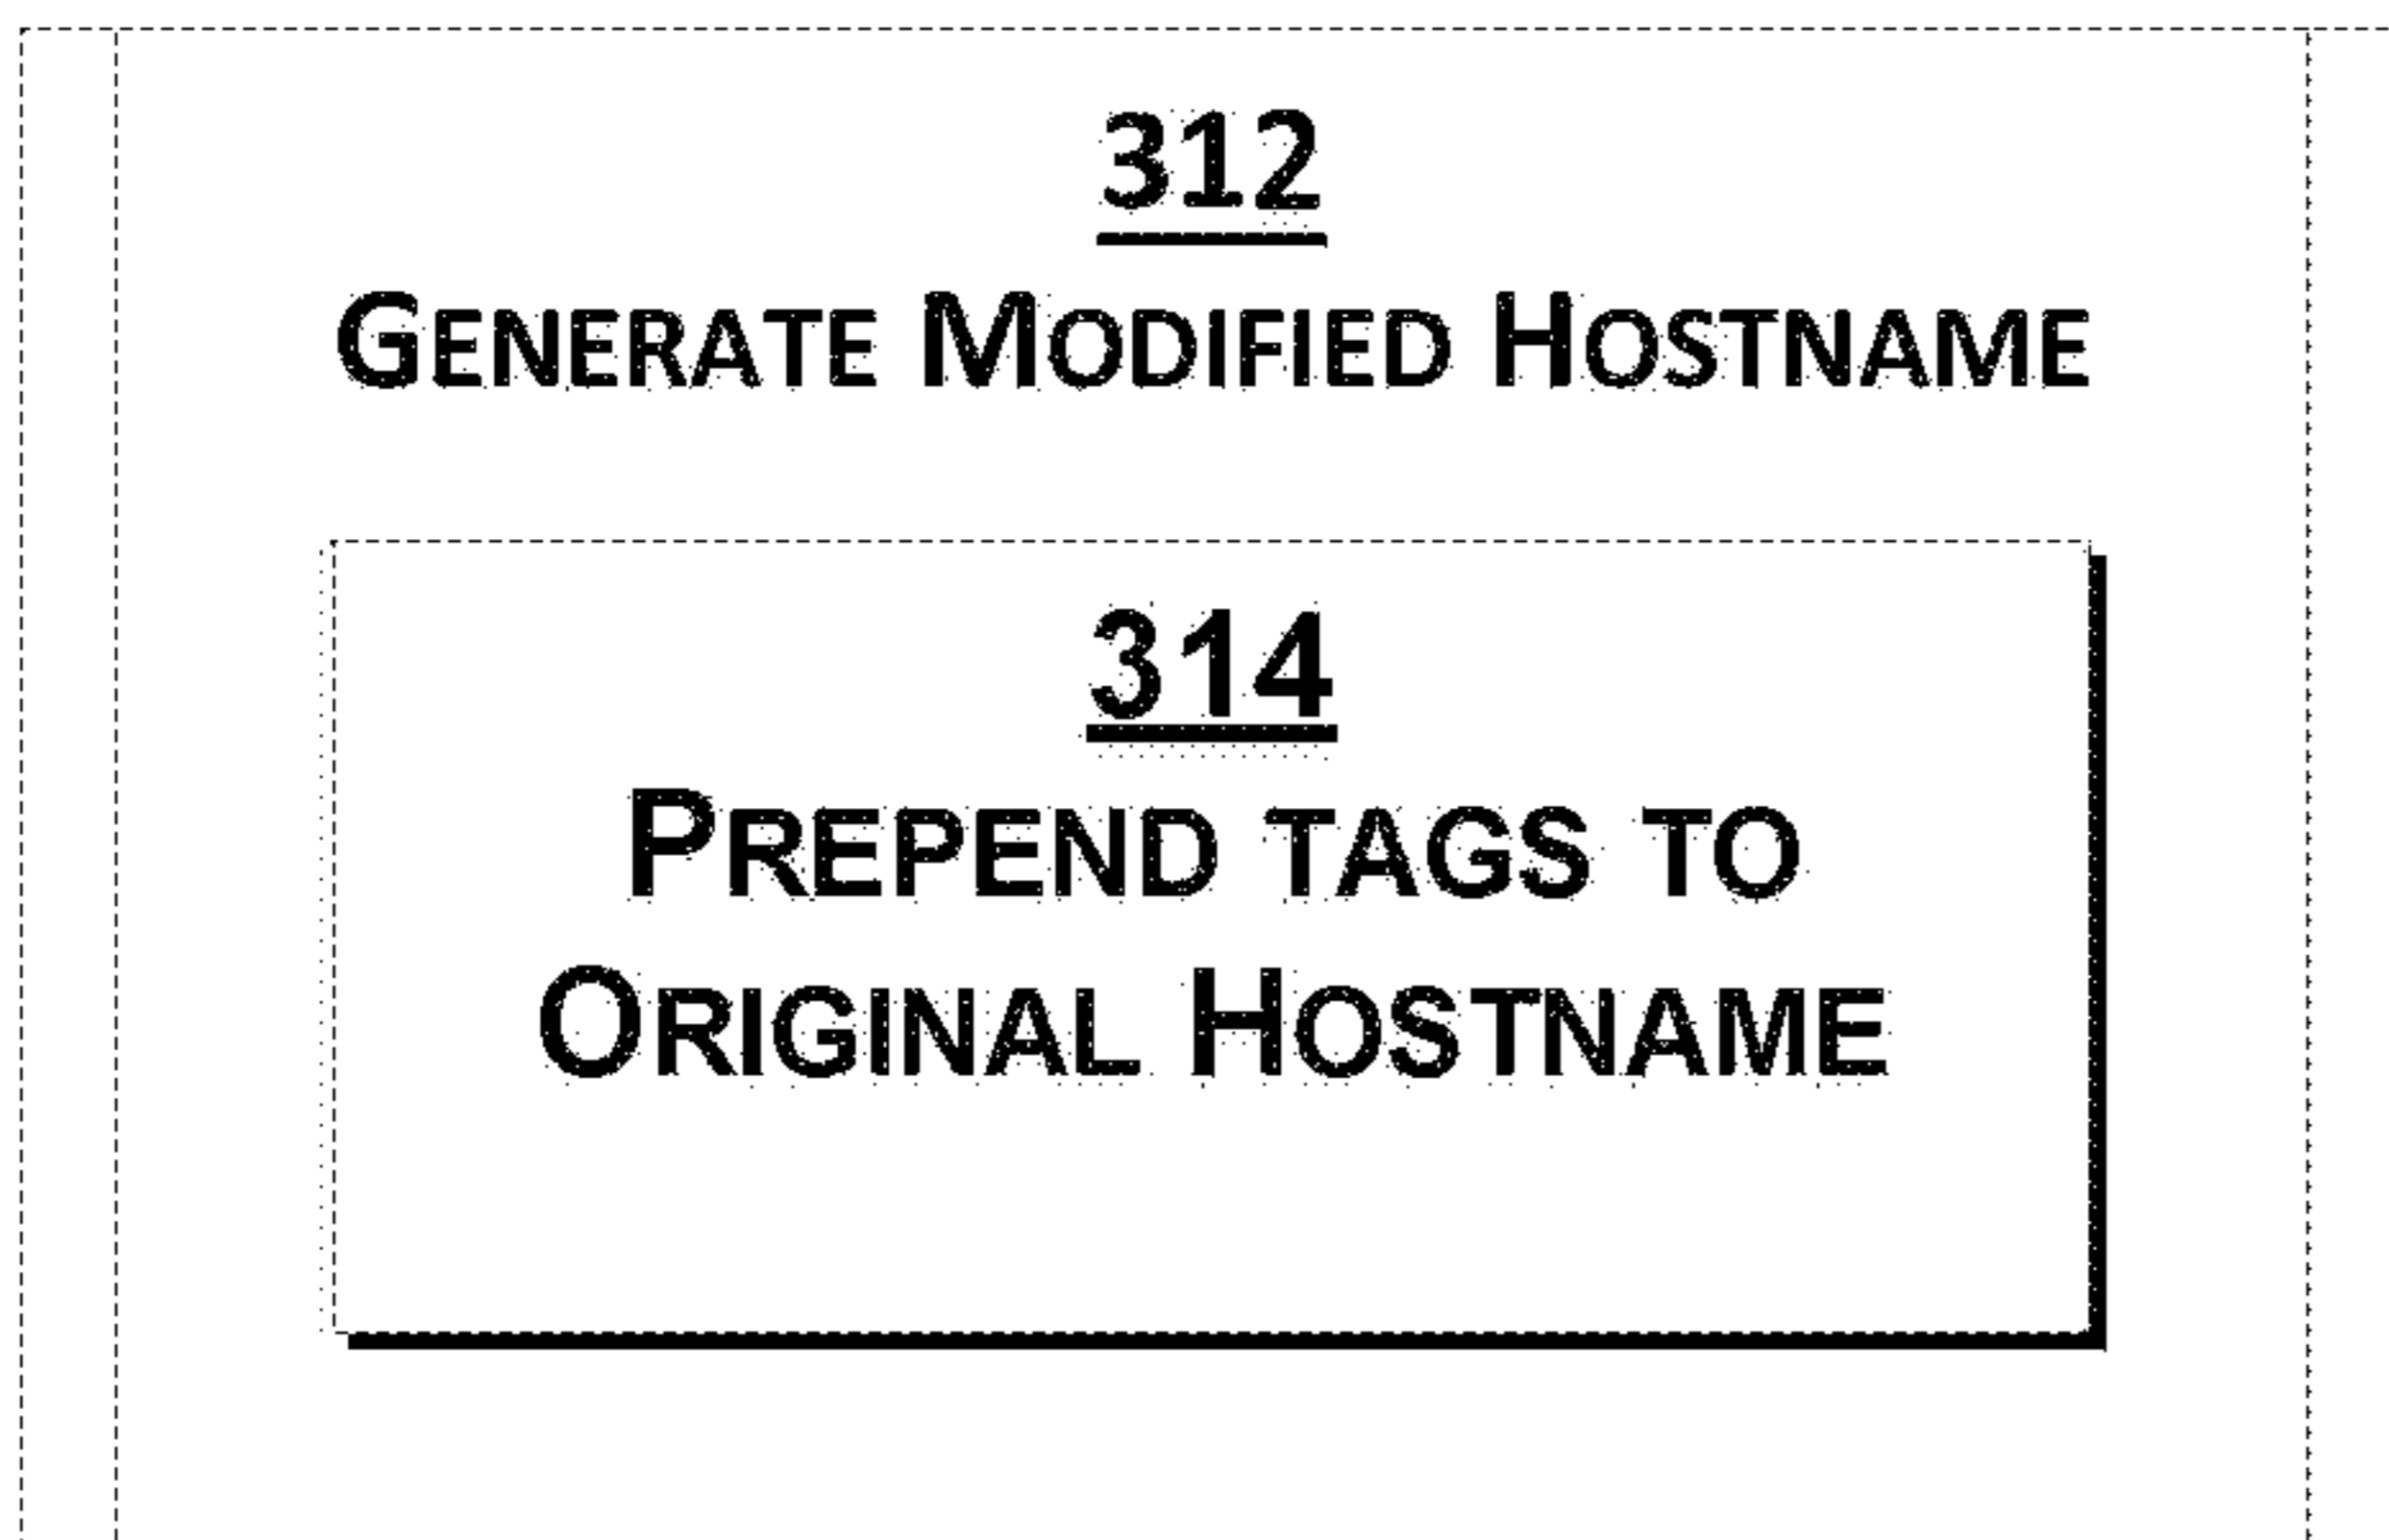 312
GENERATE MODIFIED HOSTNAME
314
PREPEND TAGS TO
ORIGINAL HOSTNAME